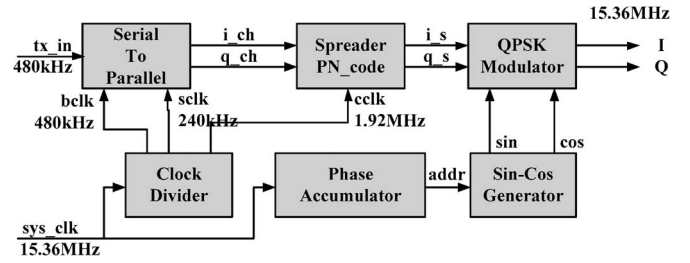 15.36MHz
tx_in
480kHz
Serial
To
Parallel
i_ch
q_ch
Spreader
PN_code
i_s
q_s
QPSK
Modulator
I
Q
bclk
480kHz
sclk
240kHz
cclk
1.92MHz
sin
cos
Clock
Divider
Phase
Accumulator
addr
Sin-Cos
Generator
sys_clk
15.36MHz